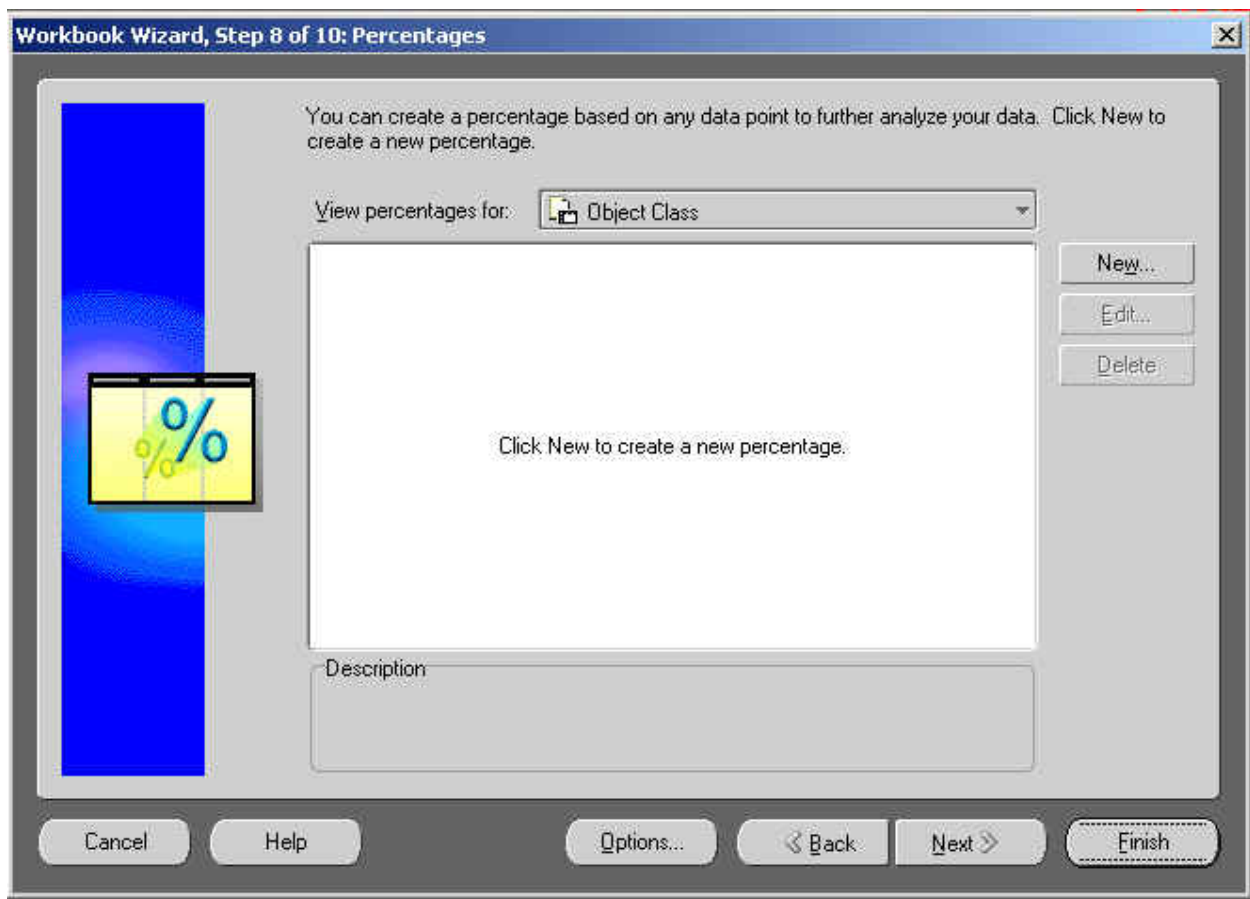 Workbook Wizard, Step 8 of 10: Percentages
You can create a percentage based on any data point to further analyze your data. Click New to
create a new percentage.
View percentages for:
Object Class
New...
Edit...
Delete
%
%
Click New to create a new percentage.
Description
Cancel
Help
Options...
Back
Next
Finish